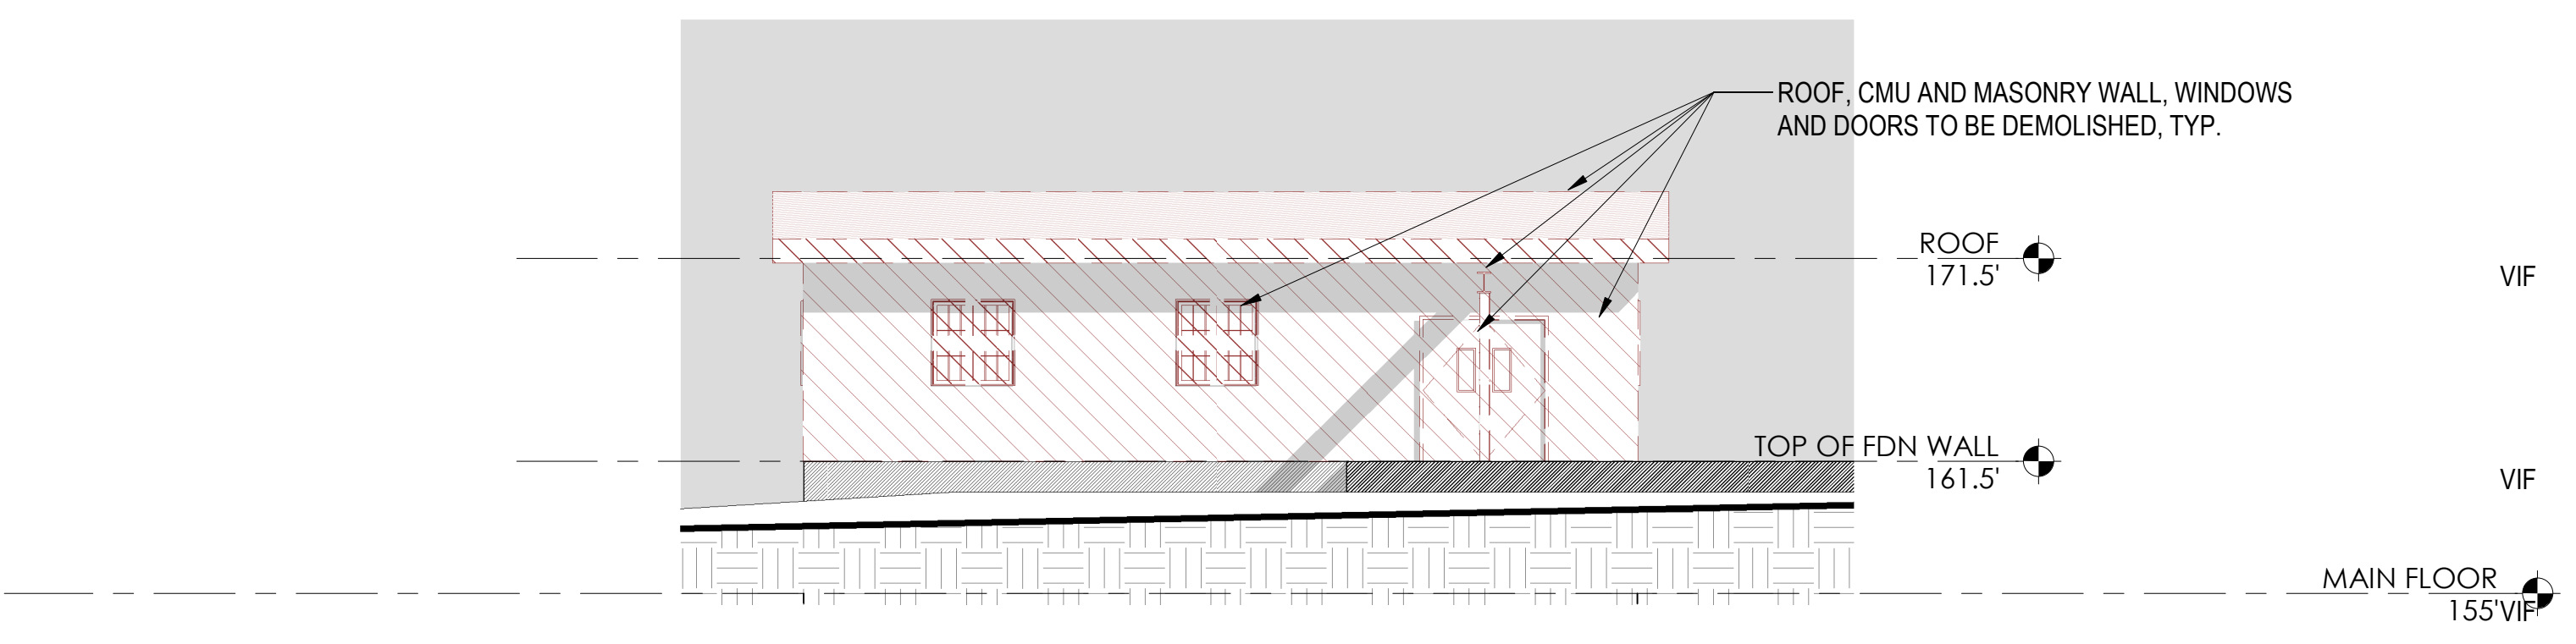 ROOF, CMU AND MASONRY WALL, WINDOWS
AND DOORS TO BE DEMOLISHED, TYP.
ROOF
171.5'
VIF
TOP OF FDN WALL
161.5'
VIF
MAIN FLOOR
155'VIF